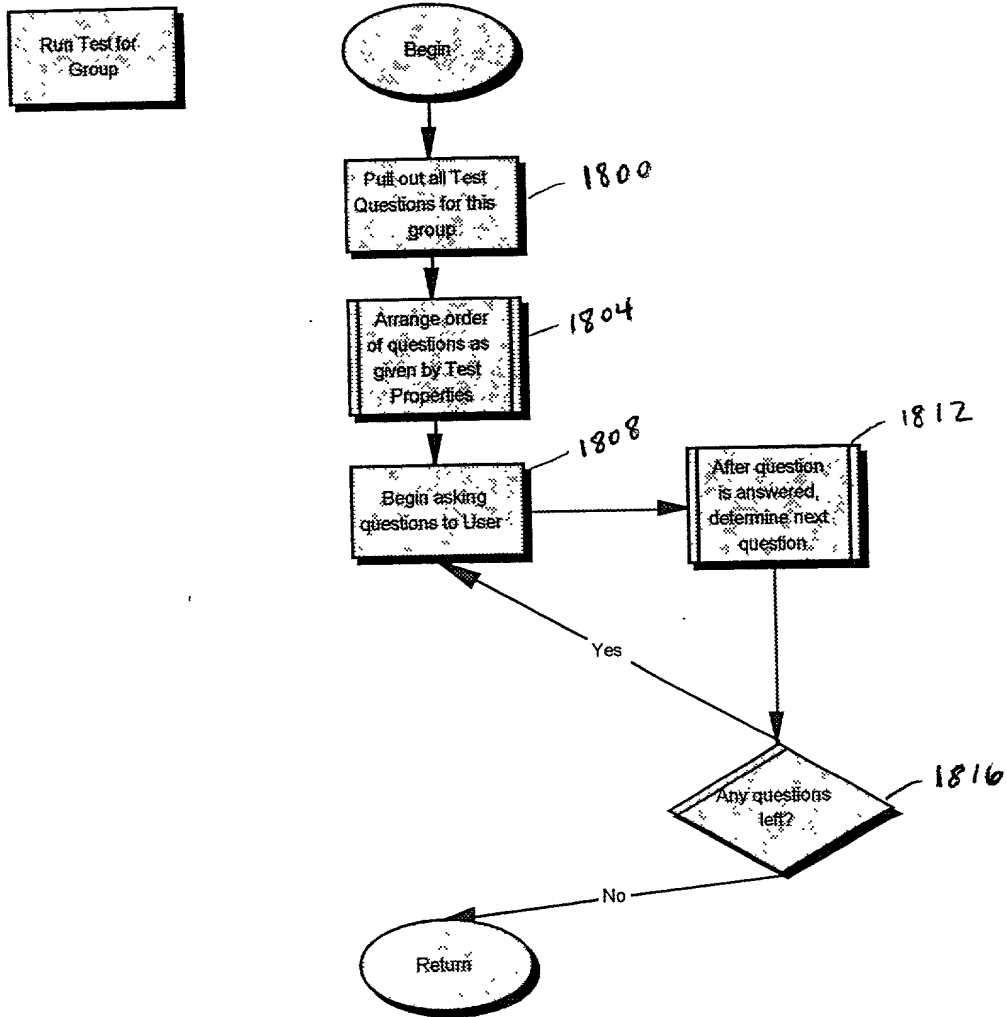 Run Test for
Group
Begin
Pull out all Test
Questions for this
group
1800
Arrange order
of questions as
given by Test
Properties
1804
Begin asking
questions to User
1808
After question
is answered,
determine next
question
1812
Yes
Any questions
left?
1816
No
Return